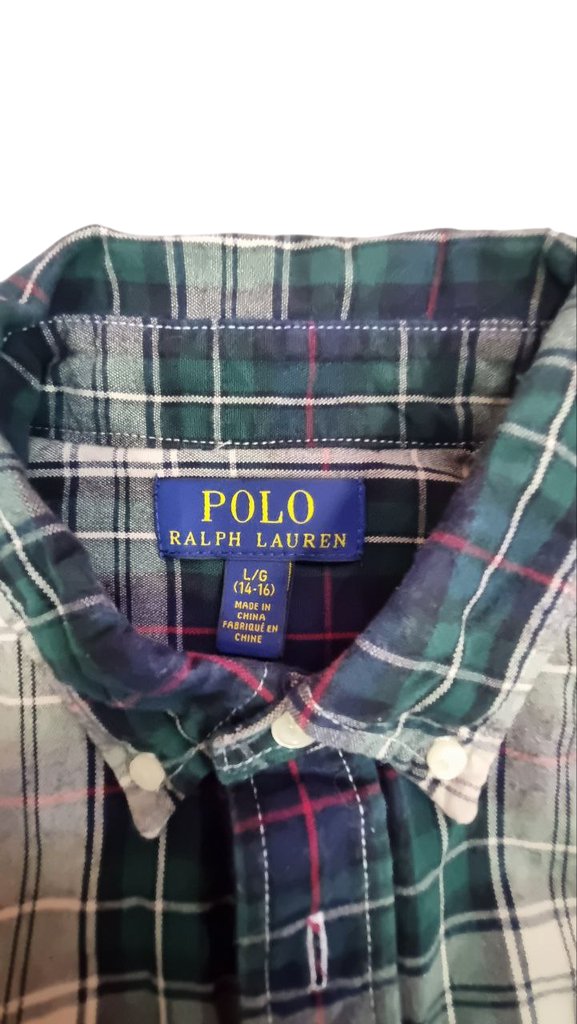 POLO
RALPH LAUREN
L/G
(14-16)
MADE IN
CHINA
FABRIQUÉ EN
CHINE